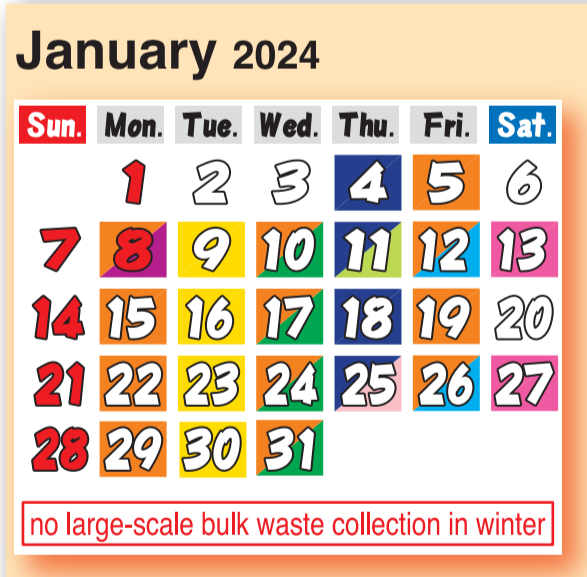 January 2024
Sun. Mon. Tue. Wed. Thu. Fri. Sat.
1 2 3 4 5 6
7 8 9 10 11 12 13
14 15 16 17 18 19 20
21 22 23 24 25 26 27
28 29 30 31
no large-scale bulk waste collection in winter